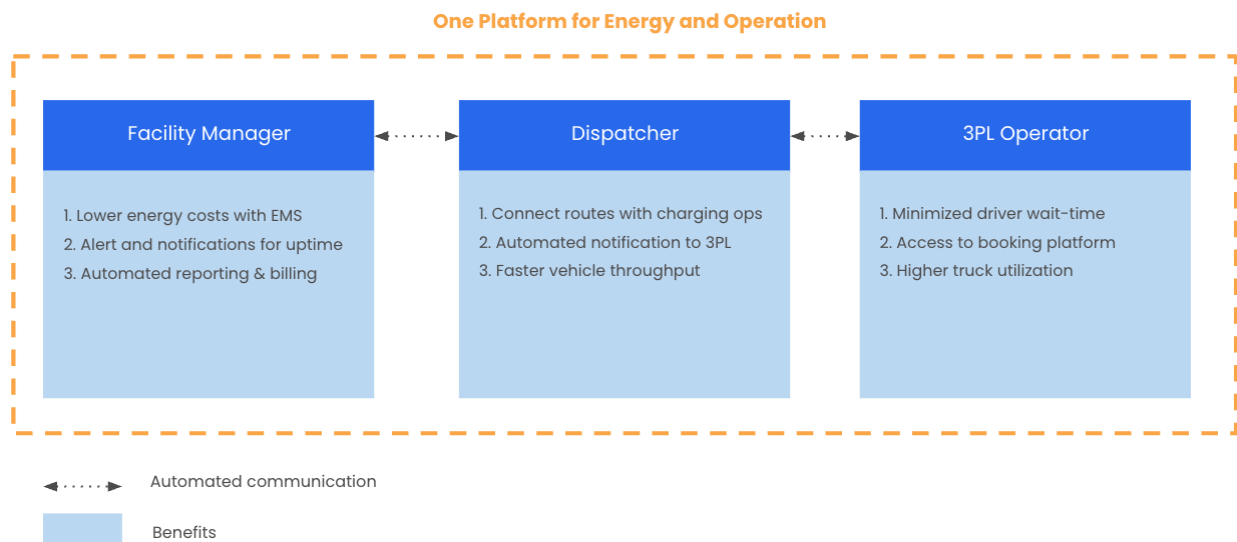 One Platform for Energy and Operation
Facility Manager
1. Lower energy costs with EMS
2. Alert and notifications for uptime
3. Automated reporting & billing
Dispatcher
1. Connect routes with charging ops
2. Automated notification to 3PL
3. Faster vehicle throughput
3PL Operator
1. Minimized driver wait-time
2. Access to booking platform
3. Higher truck utilization
Automated communication
Benefits